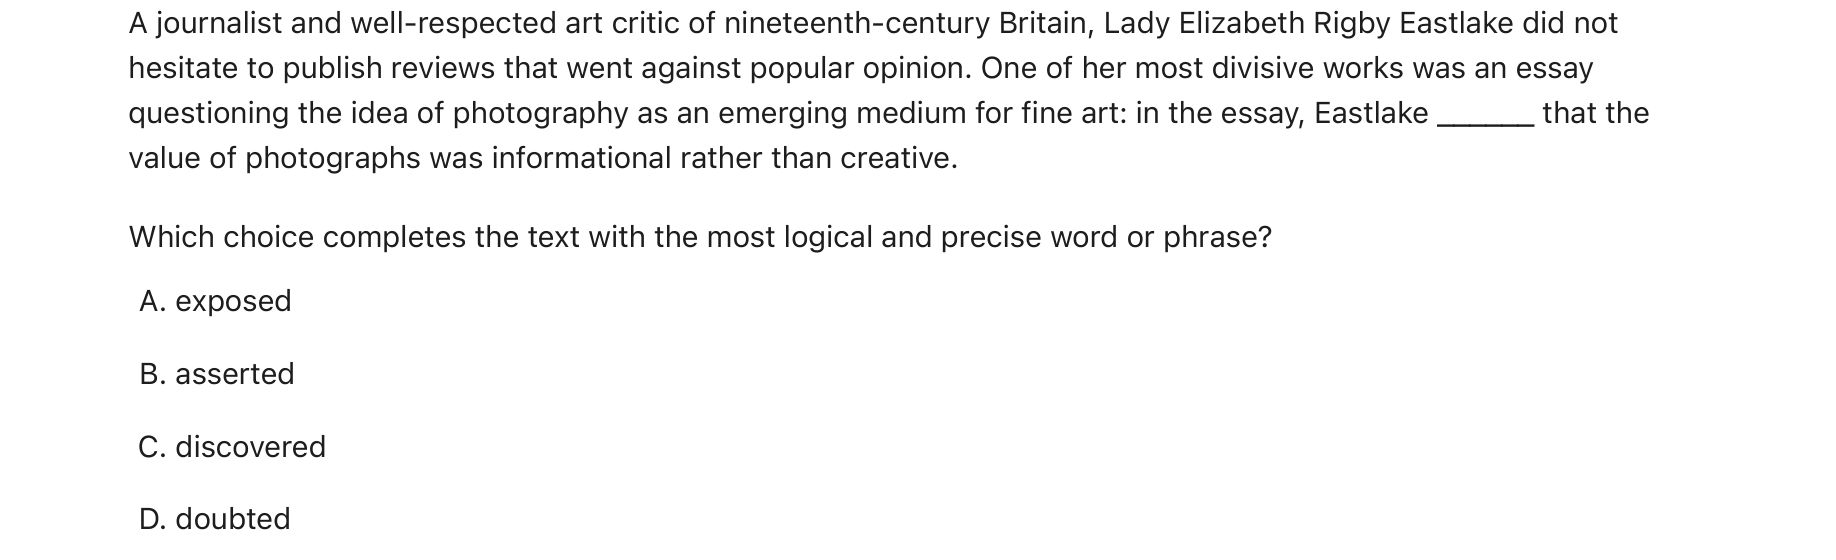 A journalist and well-respected art critic of nineteenth-century Britain, Lady Elizabeth Rigby Eastlake did not
hesitate to publish reviews that went against popular opinion. One of her most divisive works was an essay
questioning the idea of photography as an emerging medium for fine art: in the essay, Eastlake ______ that the
value of photographs was informational rather than creative.
Which choice completes the text with the most logical and precise word or phrase?
A. exposed
B. asserted
C. discovered
D. doubted